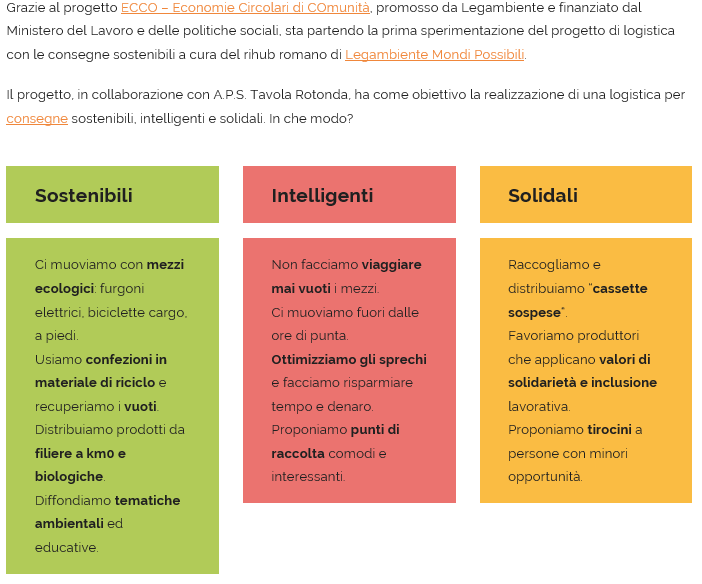 Grazie al progetto ECCO – Economie Circolari di COmunità, promosso da Legambiente e finanziato dal
Ministero del Lavoro e delle politiche sociali, sta partendo la prima sperimentazione del progetto di logistica
con le consegne sostenibili a cura del rihub romano di Legambiente Mondi Possibili.
Il progetto, in collaborazione con A.P.S. Tavola Rotonda, ha come obiettivo la realizzazione di una logistica per
consegne sostenibili, intelligenti e solidali. In che modo?
Sostenibili
Ci muoviamo con mezzi
ecologici: furgoni
elettrici, biciclette cargo,
a piedi.
Usiamo confezioni in
materiale di riciclo e
recuperiamo i vuoti.
Distribuiamo prodotti da
filiere a km0 e
biologiche.
Diffondiamo tematiche
ambientali ed
educative.
Intelligenti
Non facciamo viaggiare
mai vuoti i mezzi.
Ci muoviamo fuori dalle
ore di punta.
Ottimizziamo gli sprechi
e facciamo risparmiare
tempo e denaro.
Proponiamo punti di
raccolta comodi e
interessanti.
Solidali
Raccogliamo e
distribuiamo "cassette
sospese".
Favoriamo produttori
che applicano valori di
solidarietà e inclusione
lavorativa.
Proponiamo tirocini a
persone con minori
opportunità.